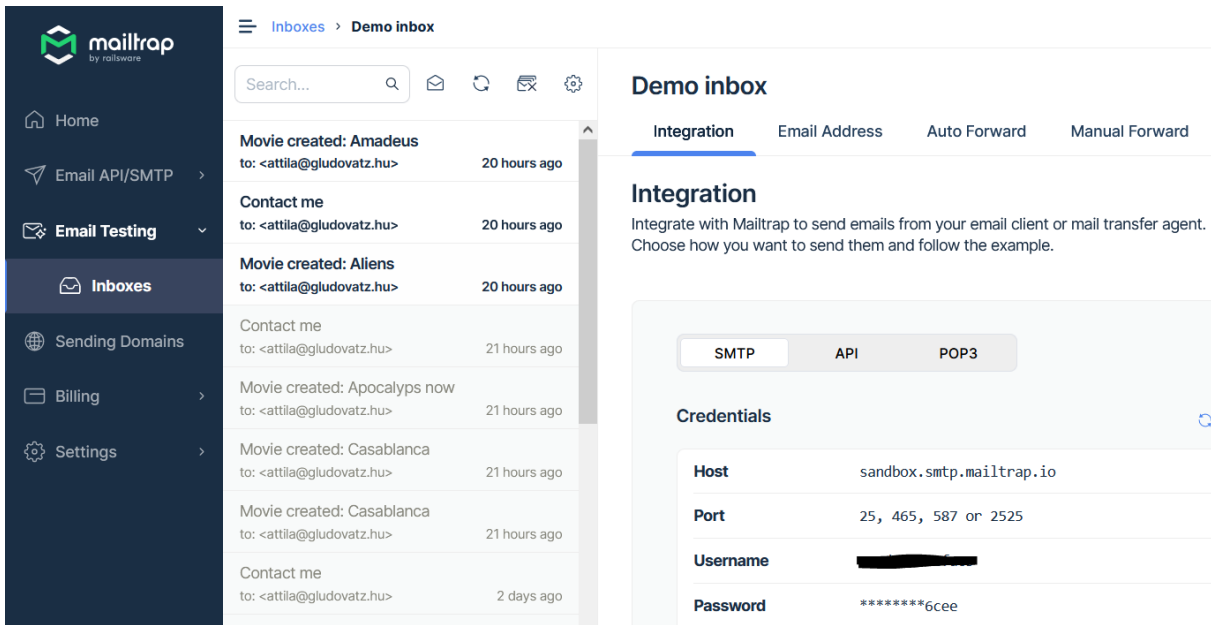 mailtrap
by railsware
Home
Email API/SMTP
Email Testing
Inboxes
Sending Domains
Billing
Settings
Inboxes > Demo inbox
Search...
Movie created: Amadeus
to: <attila@gludovatz.hu> 20 hours ago
Contact me
to: <attila@gludovatz.hu> 20 hours ago
Movie created: Aliens
to: <attila@gludovatz.hu> 20 hours ago
Contact me
to: <attila@gludovatz.hu> 21 hours ago
Movie created: Apocalyps now
to: <attila@gludovatz.hu> 21 hours ago
Movie created: Casablanca
to: <attila@gludovatz.hu> 21 hours ago
Movie created: Casablanca
to: <attila@gludovatz.hu> 21 hours ago
Contact me
to: <attila@gludovatz.hu> 2 days ago
Demo inbox
Integration Email Address Auto Forward Manual Forward
Integration
Integrate with Mailtrap to send emails from your email client or mail transfer agent.
Choose how you want to send them and follow the example.
SMTP API POP3
Credentials
Host sandbox.smtp.mailtrap.io
Port 25, 465, 587 or 2525
Username
Password ********6cee